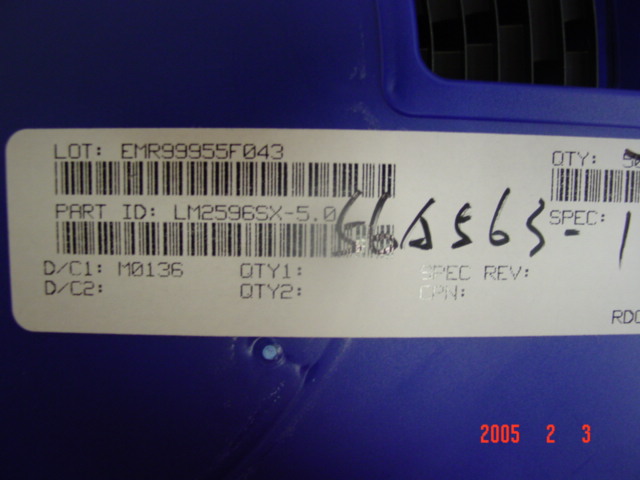 LOT: EMR99955F043
QTY:
PART ID: LM2596SX-5.0
SPEC:
D/C1: M0136 QTY1: SPEC REV:
D/C2: QTY2: CPN:
RDC
2005 2 3